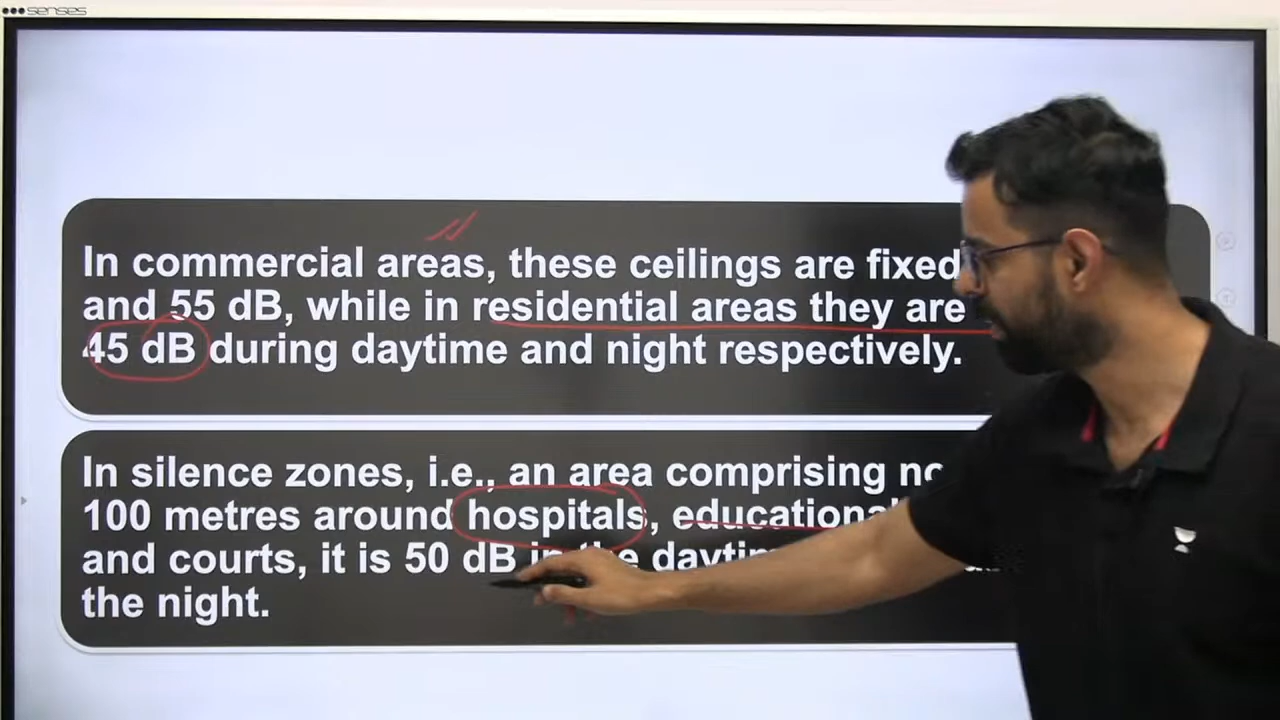 senses
In commercial areas, these ceilings are fixed
and 55 dB, while in residential areas they are
45 dB during daytime and night respectively.
In silence zones, i.e., an area comprising
100 metres around hospitals, educational
and courts, it is 50 dB in the
the night.